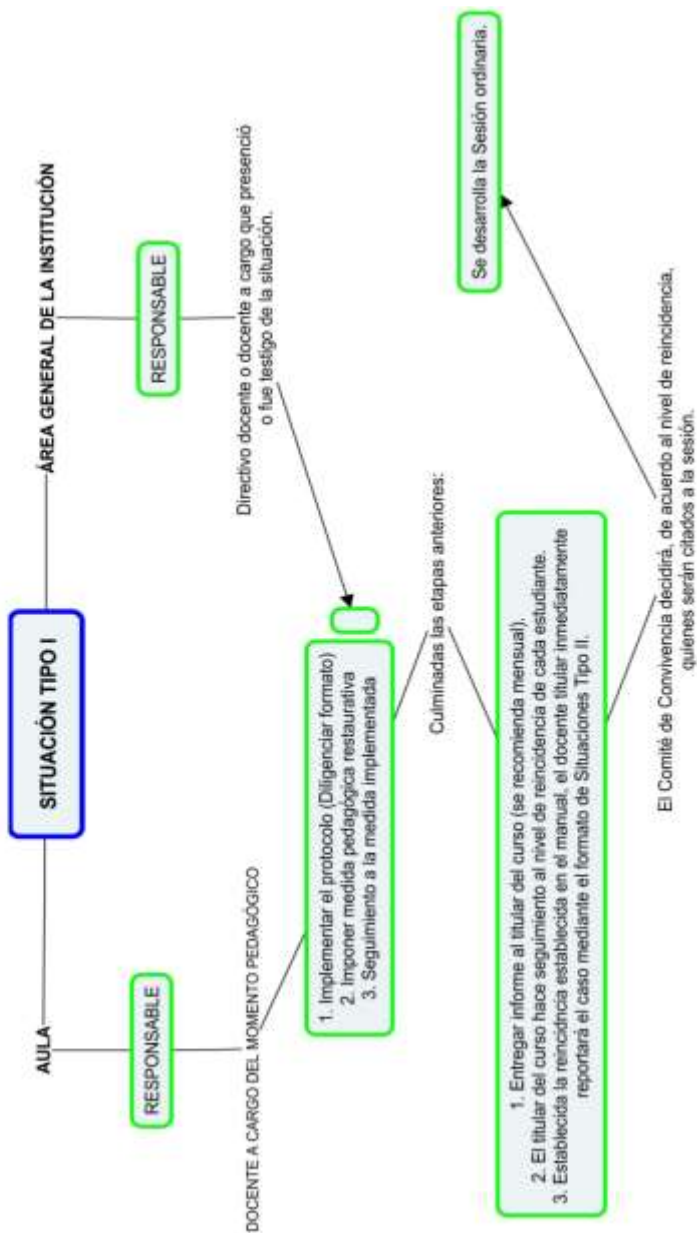 SITUACIÓN TIPO I
AULA
ÁREA GENERAL DE LA INSTITUCIÓN
RESPONSABLE
RESPONSABLE
DOCENTE A CARGO DEL MOMENTO PEDAGÓGICO
Directivo docente o docente a cargo que presenció
o fue testigo de la situación.
1. Implementar el protocolo (Diligenciar formato)
2. Imponer medida pedagógica restaurativa
3. Seguimiento a la medida implementada
Culminadas las etapas anteriores:
1. Entregar informe al titular del curso (se recomienda mensual).
2. El titular del curso hace seguimiento al nivel de reincidencia de cada estudiante.
3. Establecida la reincidncia establecida en el manual, el docente titular inmediatamente
reportará el caso mediante el formato de Situaciones Tipo II.
Se desarrolla la Sesión ordinaria.
El Comité de Convivencia decidirá, de acuerdo al nivel de reincidencia,
quienes serán citados a la sesión.